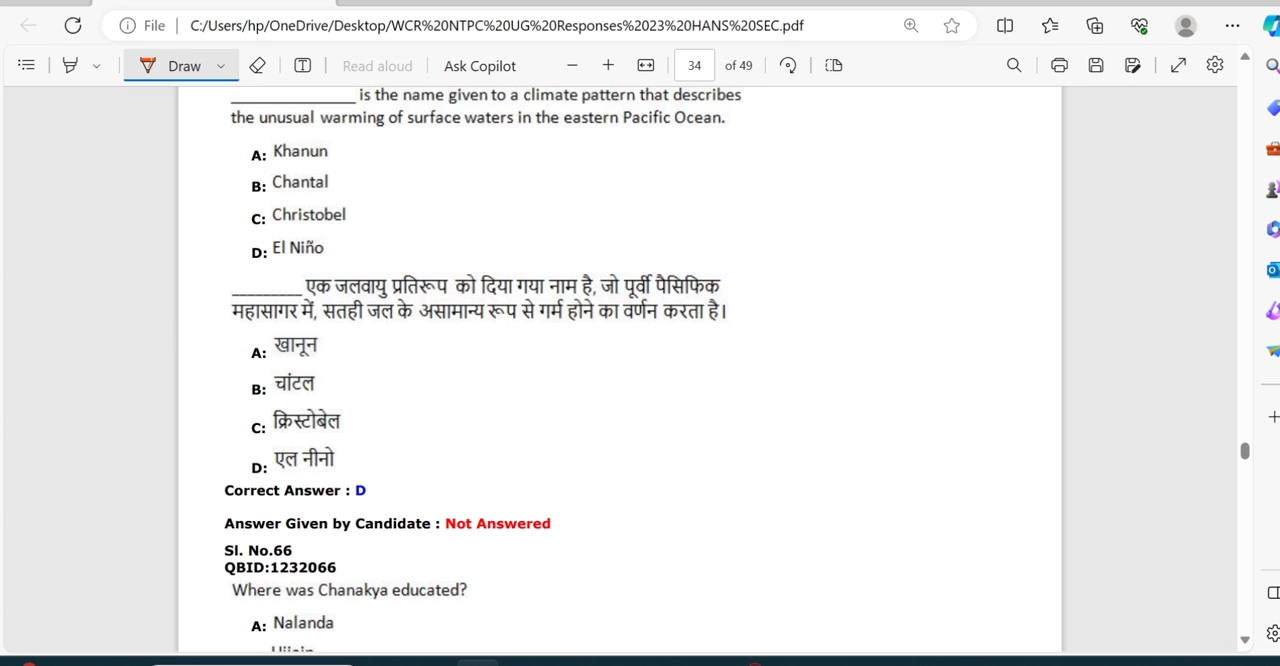 File
C:/Users/hp/OneDrive/Desktop/WCR%20NTPC%20UG%20Responses%202023%20HANS%20SEC.pdf
Draw
Read aloud
Ask Copilot
34 of 49
______________ is the name given to a climate pattern that describes
the unusual warming of surface waters in the eastern Pacific Ocean.
A: Khanun
B: Chantal
C: Christobel
D: El Niño
________ एक जलवायु प्रतिरूप को दिया गया नाम है, जो पूर्वी पैसिफिक
महासागर में, सतही जल के असामान्य रूप से गर्म होने का वर्णन करता है।
A: खानून
B: चांटल
C: क्रिस्टोबेल
D: एल नीनो
Correct Answer : D
Answer Given by Candidate : Not Answered
Sl. No.66
QBID:1232066
Where was Chanakya educated?
A: Nalanda